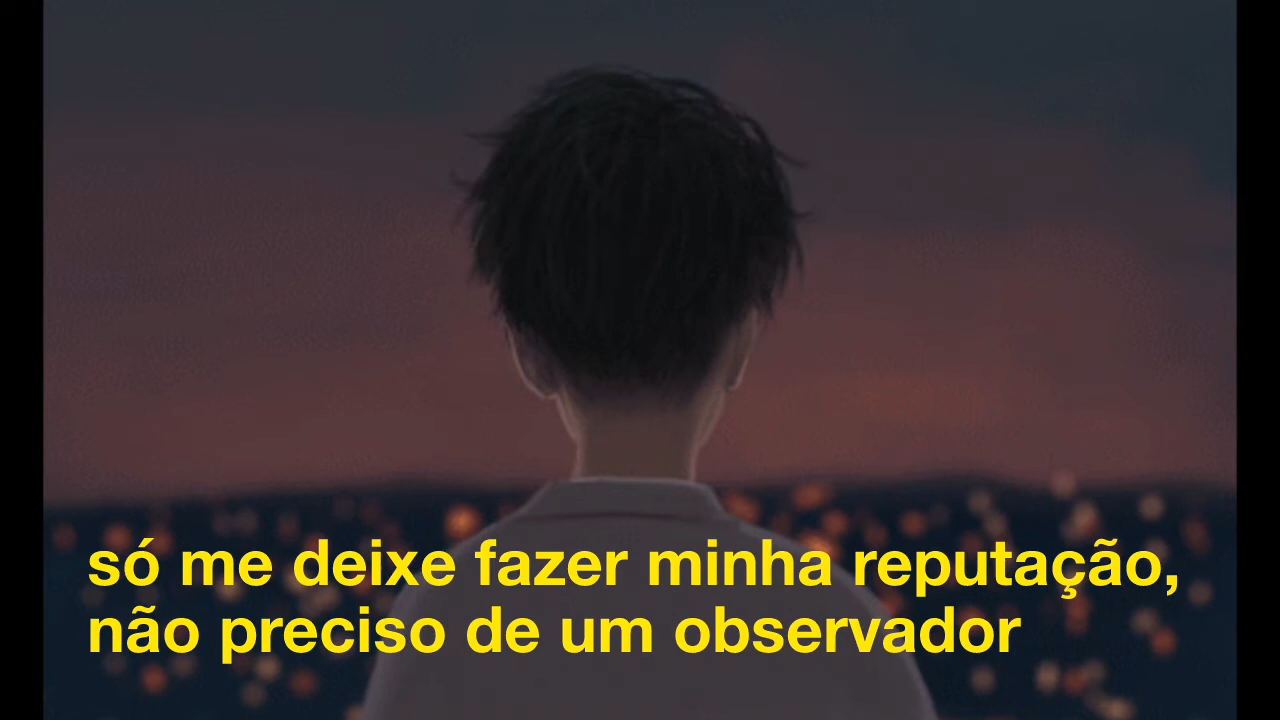 só me deixe fazer minha reputação,
não preciso de um observador